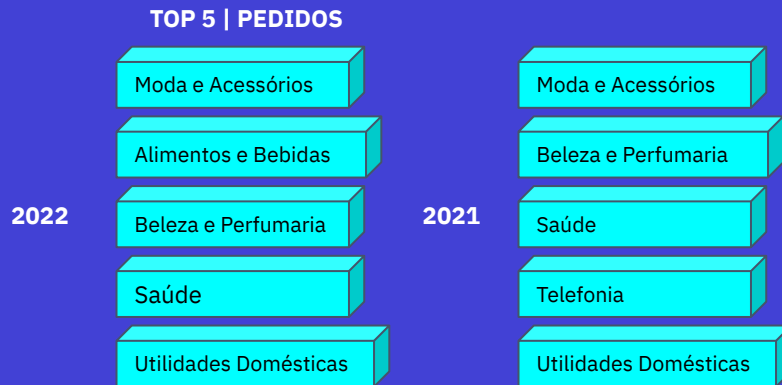 TOP 5 | PEDIDOS
2022
Moda e Acessórios
Alimentos e Bebidas
Beleza e Perfumaria
Saúde
Utilidades Domésticas
2021
Moda e Acessórios
Beleza e Perfumaria
Saúde
Telefonia
Utilidades Domésticas